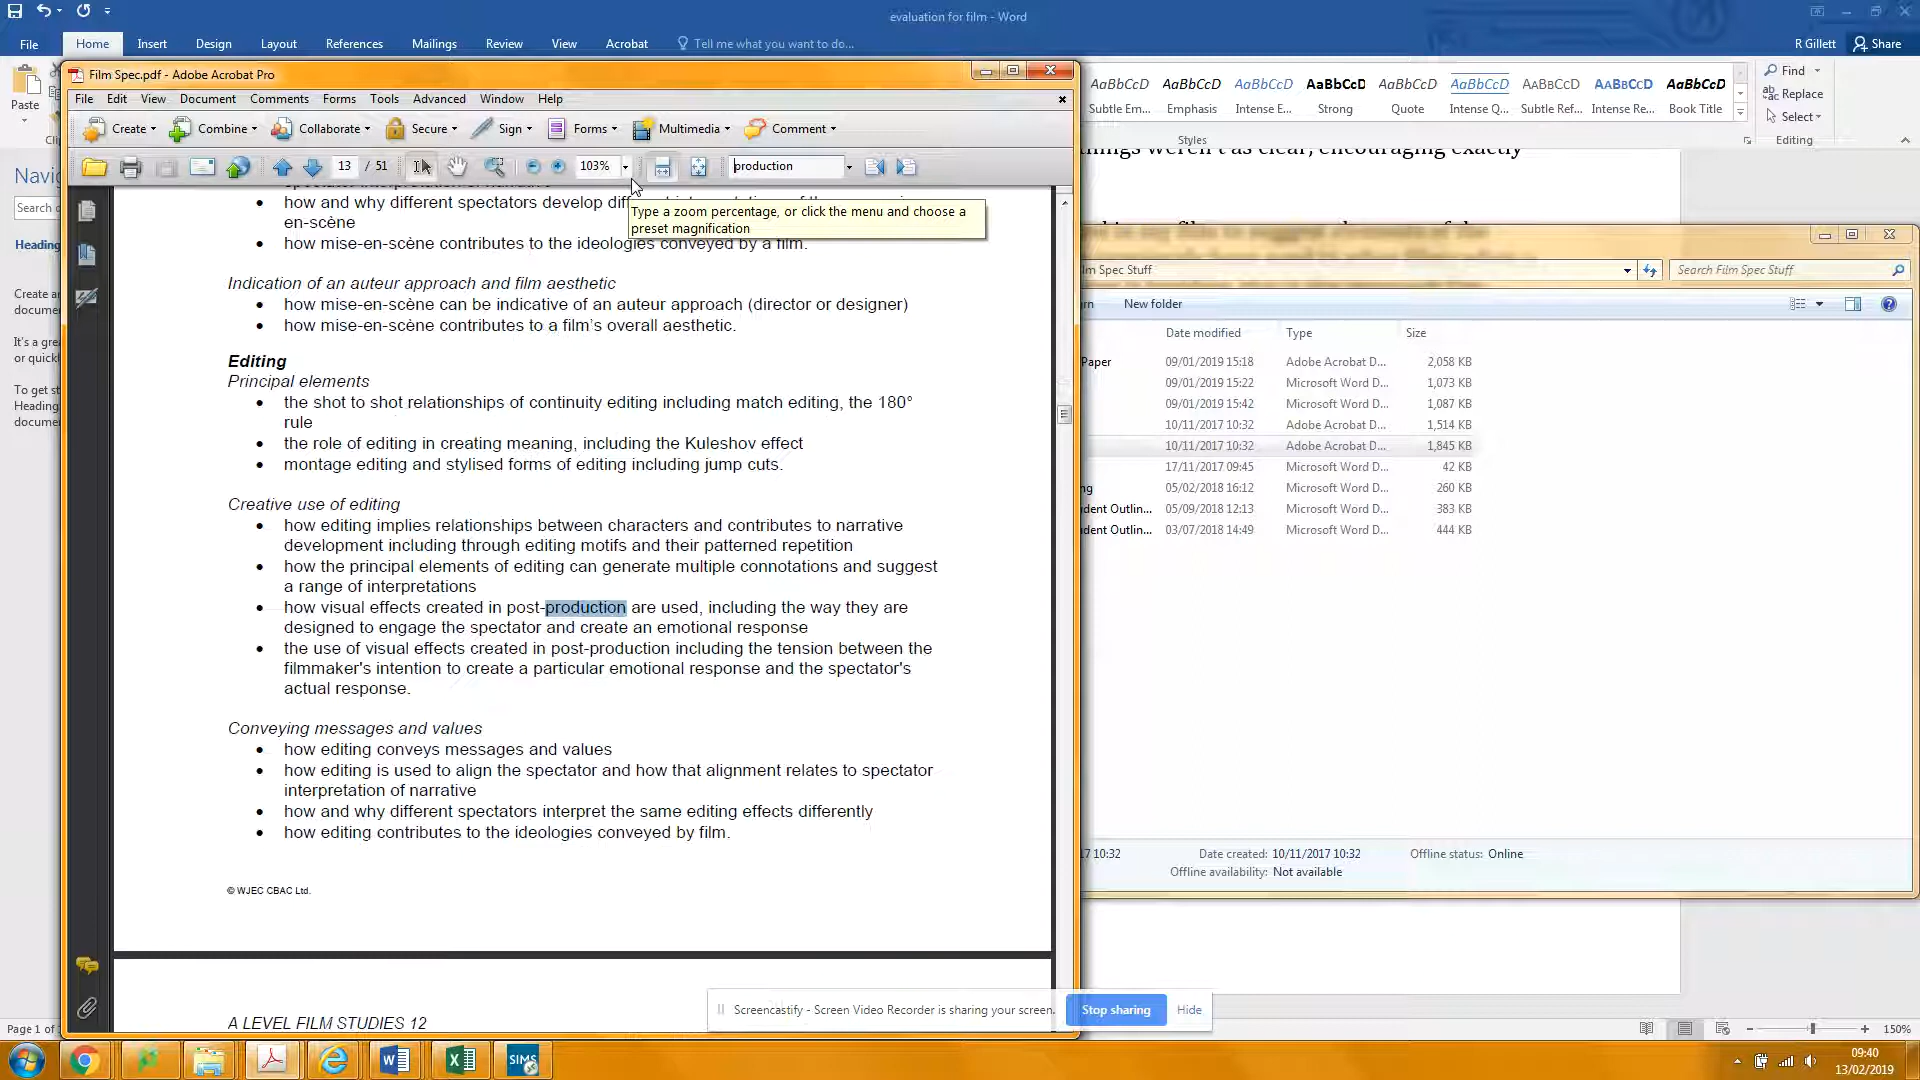 evaluation for film - Word
File Home Insert Design Layout References Mailings Review View Acrobat Tell me what you want to do... R Gillett Share
Paste
Film Spec.pdf - Adobe Acrobat Pro
File Edit View Document Comments Forms Tools Advanced Window Help
Create Combine Collaborate Secure Sign Forms Multimedia Comment
13 / 51 103% production
AaBbCcD AaBbCcD AaBbCcD AaBbCcD AaBbCcD AaBbCcD AaBbCcD AaBbCcD AaBbCcD
Subtle Em... Emphasis Intense E... Strong Quote Intense Q... Subtle Ref... Intense Re... Book Title
Styles
Find
Replace
Select
Editing
things weren't as clear, encouraging exactly
how and why different spectators develop
en-scène
Type a zoom percentage, or click the menu and choose a
preset magnification
how mise-en-scène contributes to the ideologies conveyed by a film.
Indication of an auteur approach and film aesthetic
• how mise-en-scène can be indicative of an auteur approach (director or designer)
• how mise-en-scène contributes to a film's overall aesthetic.
Editing
Principal elements
• the shot to shot relationships of continuity editing including match editing, the 180°
rule
• the role of editing in creating meaning, including the Kuleshov effect
• montage editing and stylised forms of editing including jump cuts.
Creative use of editing
• how editing implies relationships between characters and contributes to narrative
development including through editing motifs and their patterned repetition
• how the principal elements of editing can generate multiple connotations and suggest
a range of interpretations
• how visual effects created in post-production are used, including the way they are
designed to engage the spectator and create an emotional response
• the use of visual effects created in post-production including the tension between the
filmmaker's intention to create a particular emotional response and the spectator's
actual response.
Conveying messages and values
• how editing conveys messages and values
• how editing is used to align the spectator and how that alignment relates to spectator
interpretation of narrative
• how and why different spectators interpret the same editing effects differently
• how editing contributes to the ideologies conveyed by film.
© WJEC CBAC Ltd.
A LEVEL FILM STUDIES 12
lm Spec Stuff Search Film Spec Stuff
New folder
Date modified Type Size
Paper 09/01/2019 15:18 Adobe Acrobat D... 2,058 KB
09/01/2019 15:22 Microsoft Word D... 1,073 KB
09/01/2019 15:42 Microsoft Word D... 1,087 KB
10/11/2017 10:32 Adobe Acrobat D... 1,514 KB
10/11/2017 10:32 Adobe Acrobat D... 1,845 KB
17/11/2017 09:45 Microsoft Word D... 42 KB
ng 05/02/2018 16:12 Microsoft Word D... 260 KB
udent Outlin... 05/09/2018 12:13 Microsoft Word D... 383 KB
udent Outlin... 03/07/2018 14:49 Microsoft Word D... 444 KB
17 10:32 Date created: 10/11/2017 10:32 Offline status: Online
Offline availability: Not available
Screencastify - Screen Video Recorder is sharing your screen. Stop sharing Hide
Page 1 of
150%
SIMS
09:40
13/02/2019